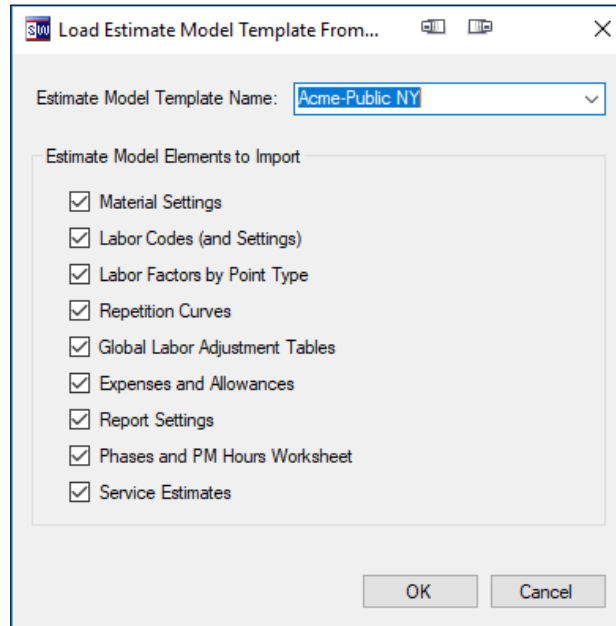 SW Load Estimate Model Template From...
Estimate Model Template Name: Acme-Public NY
Estimate Model Elements to Import
Material Settings
Labor Codes (and Settings)
Labor Factors by Point Type
Repetition Curves
Global Labor Adjustment Tables
Expenses and Allowances
Report Settings
Phases and PM Hours Worksheet
Service Estimates
OK Cancel